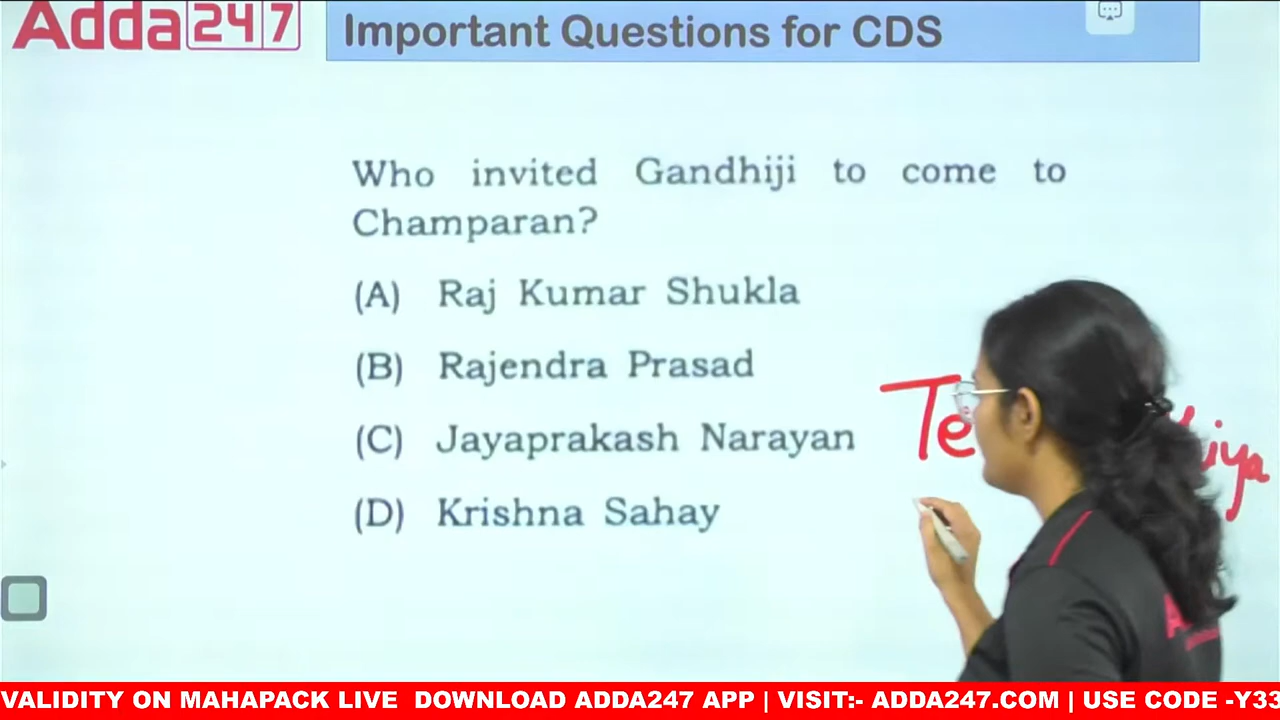 Adda247
Important Questions for CDS
Who invited Gandhiji to come to
Champaran?
(A) Raj Kumar Shukla
(B) Rajendra Prasad
(C) Jayaprakash Narayan
(D) Krishna Sahay
VALIDITY ON MAHAPACK LIVE DOWNLOAD ADDA247 APP | VISIT:- ADDA247.COM | USE CODE -Y33